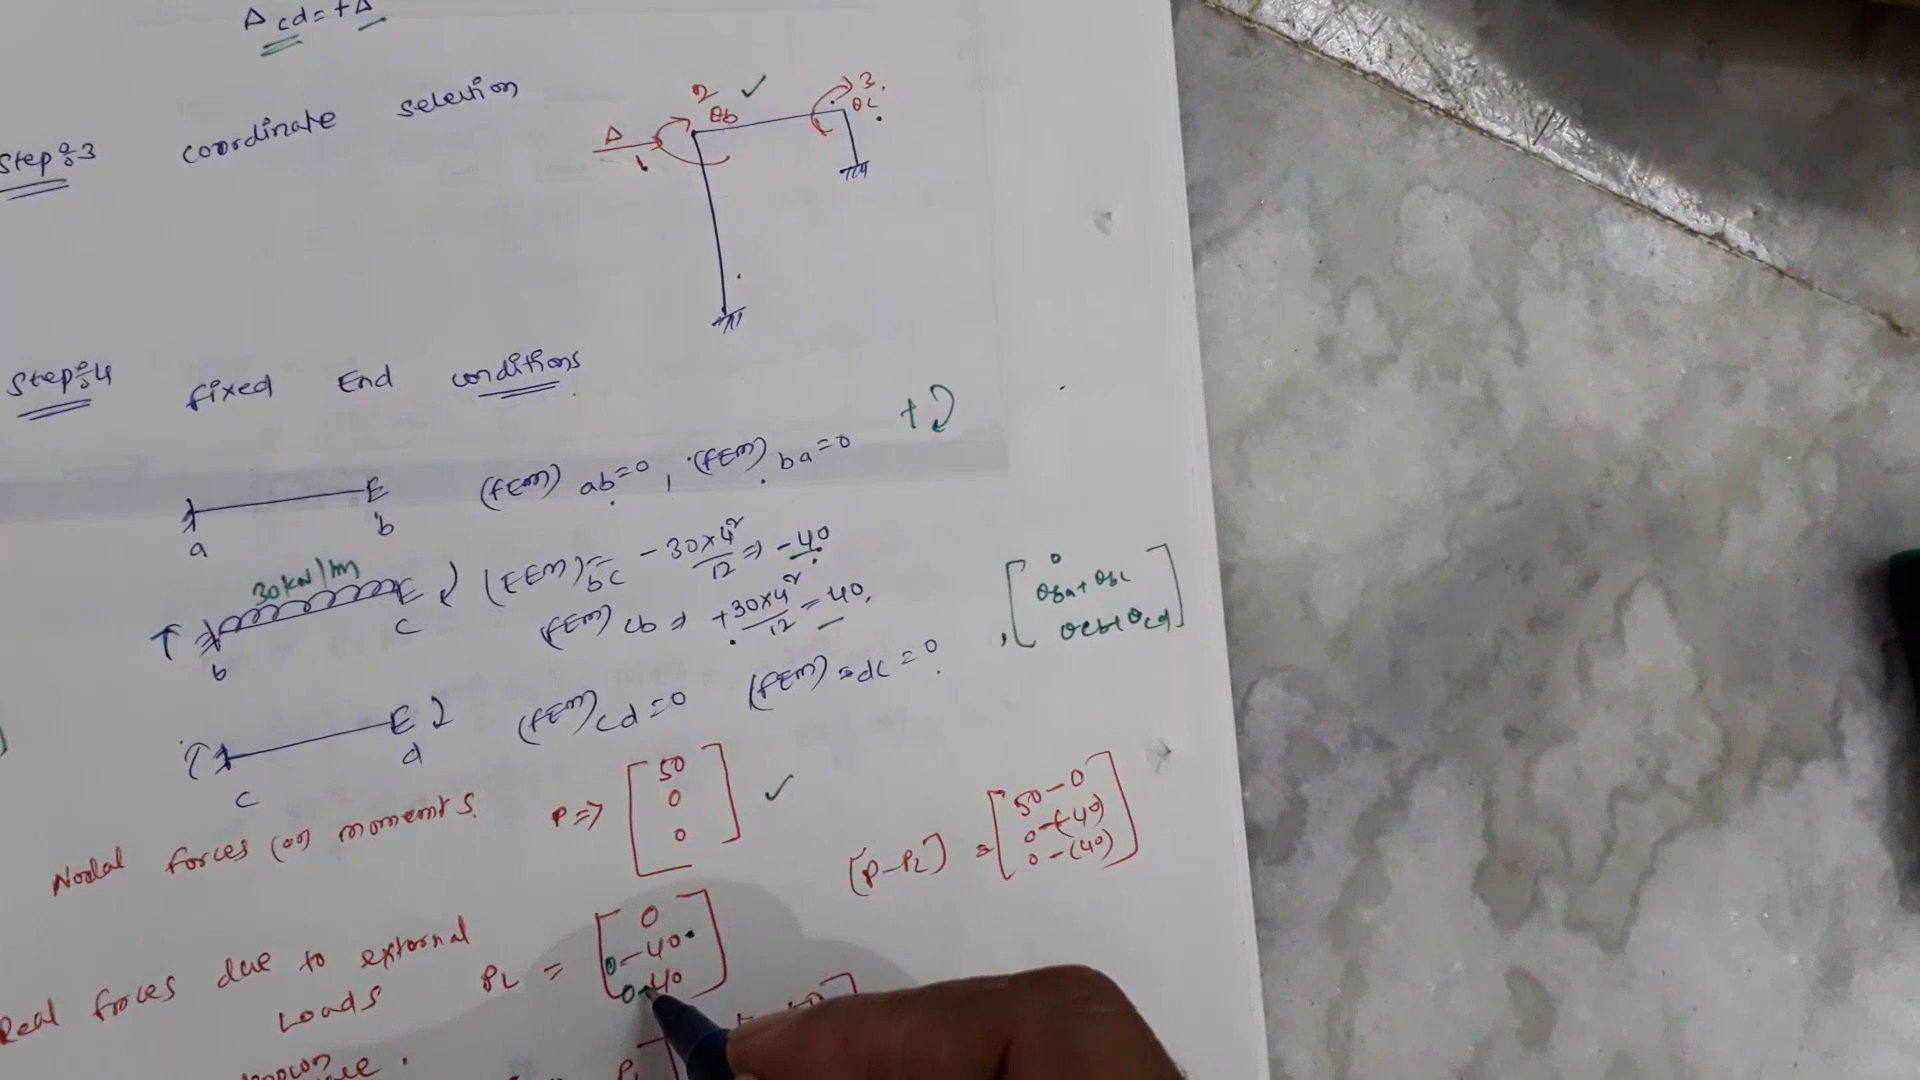 Δcd = +Δ
Step:3 coordinate selection
Δ 1 2 θb ✓ 3 θc
Step:4 fixed End conditions
+
a b (FEM) ab=0, (FEM) ba=0
30kN/m b c (FEM) bc = - 30×4² / 12 ⇒ -40
(FEM) cb ⇒ +30×4² / 12 = 40.
c d (FEM) cd = 0 (FEM) dc = 0
, [ 0
θba+θbc
θcb+θcd ]
Nodal forces (or) moments. P ⇒ [ 50
0
0 ] ✓
[P-PL] = [ 50-0
0-(-40)
0-(40) ]
Real forces due to external
Loads PL = [ 0
0-40
0+40 ]